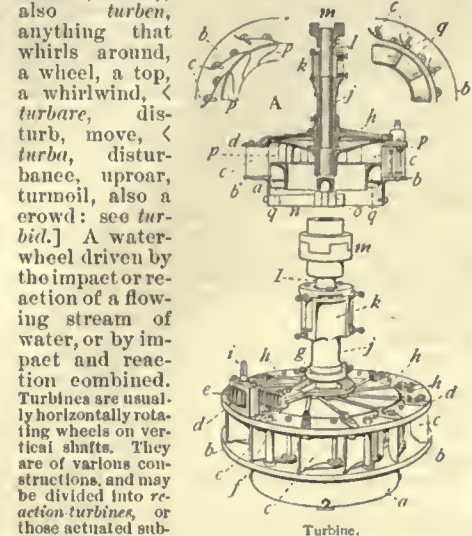 also turben,
anything that
whirls around,
a wheel, a top,
a whirlwind, <
turbare, dis-
turb, move, <
turba, distur-
bance, uproar,
turmoil, also a
crowd: see tur-
bid.] A water-
wheel driven by
the impact or re-
action of a flow-
ing stream of
water, or by im-
pact and reac-
tion combined.
Turbines are usual-
ly horizontally rota-
ting wheels on ver-
tical shafts. They
are of various con-
structions, and may
be divided into re-
action turbines, or
those actuated sub-
m
c
b
l
c
q
k
p
c
p
A
j
b
d
h
p
p
c
c
b
a
b
q
n
o
q
m
l
k
i
h
g
j
h
e
h
d
d
b
c
b
c
f
c
a
Turbine.